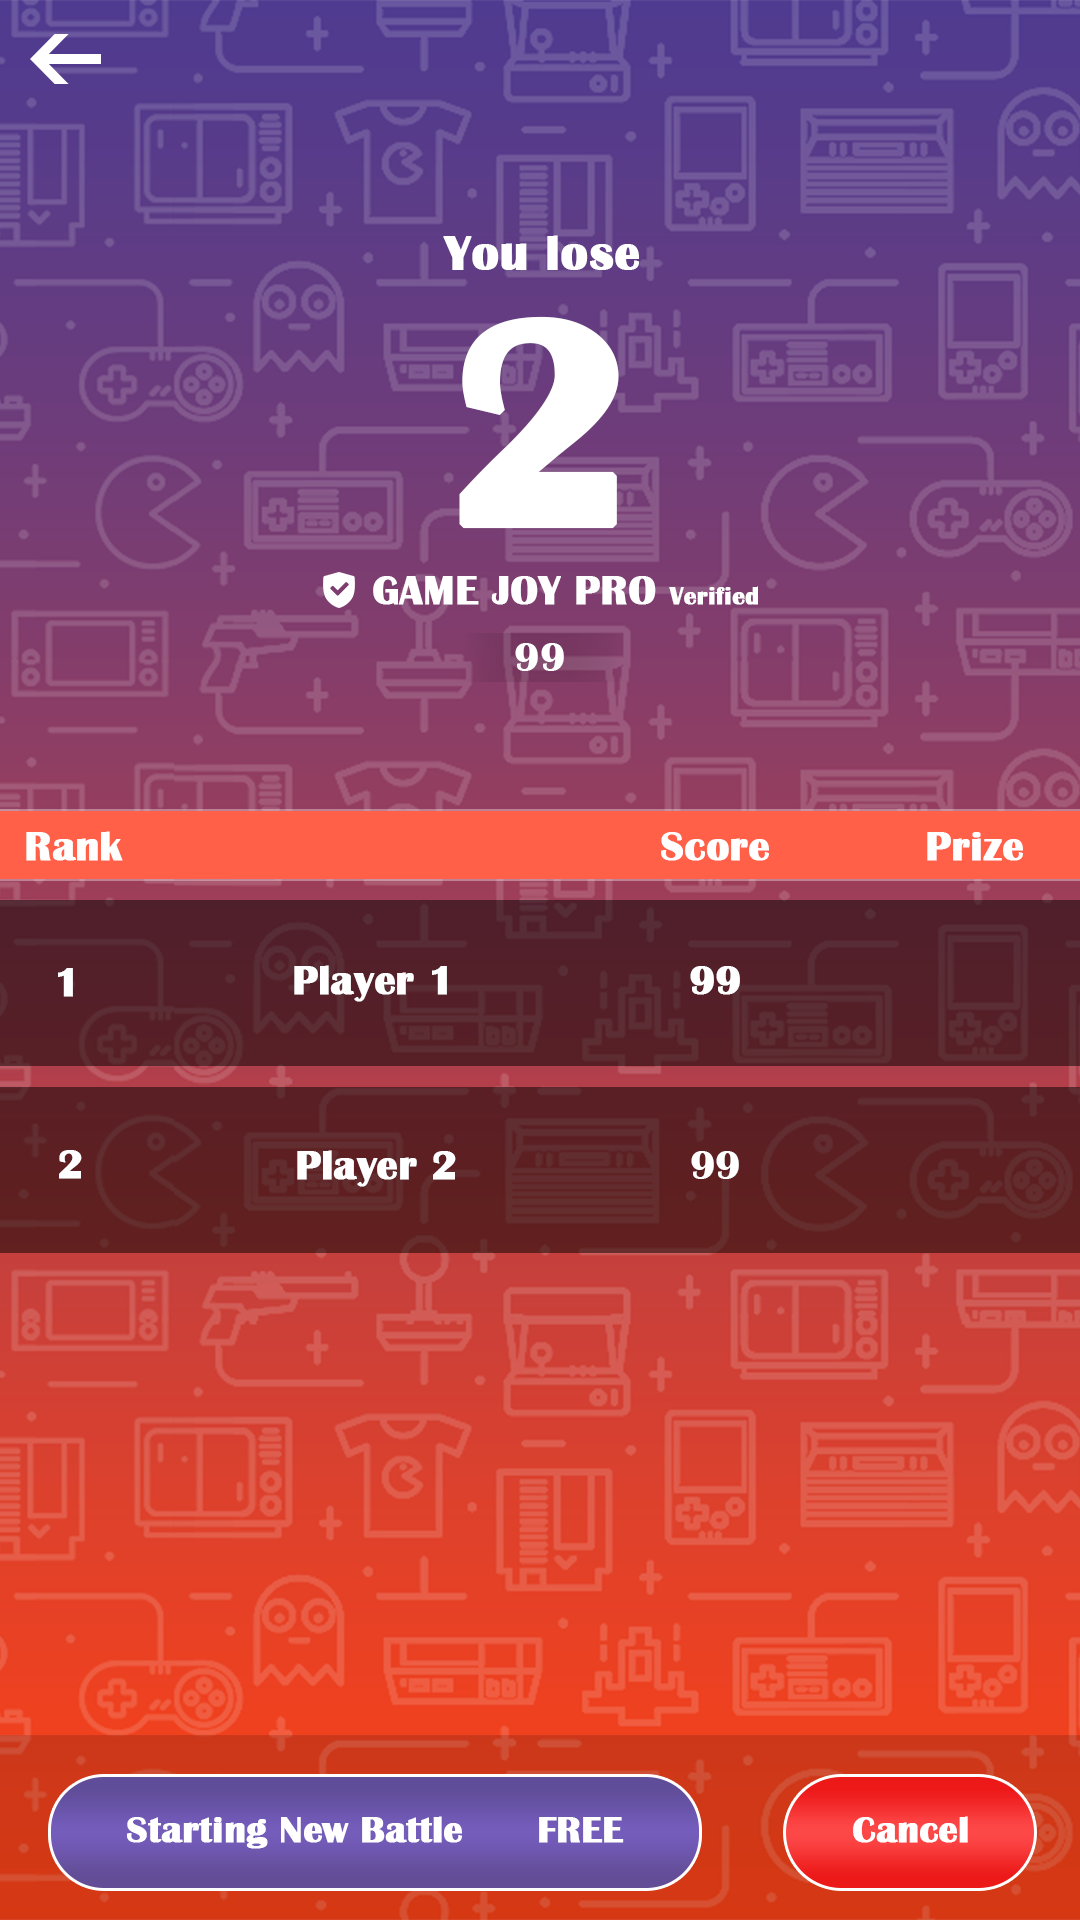 You lose
2
GAME JOY PRO Verified
99
Rank Score Prize
1 Player 1 99
2 Player 2 99
Starting New Battle FREE Cancel